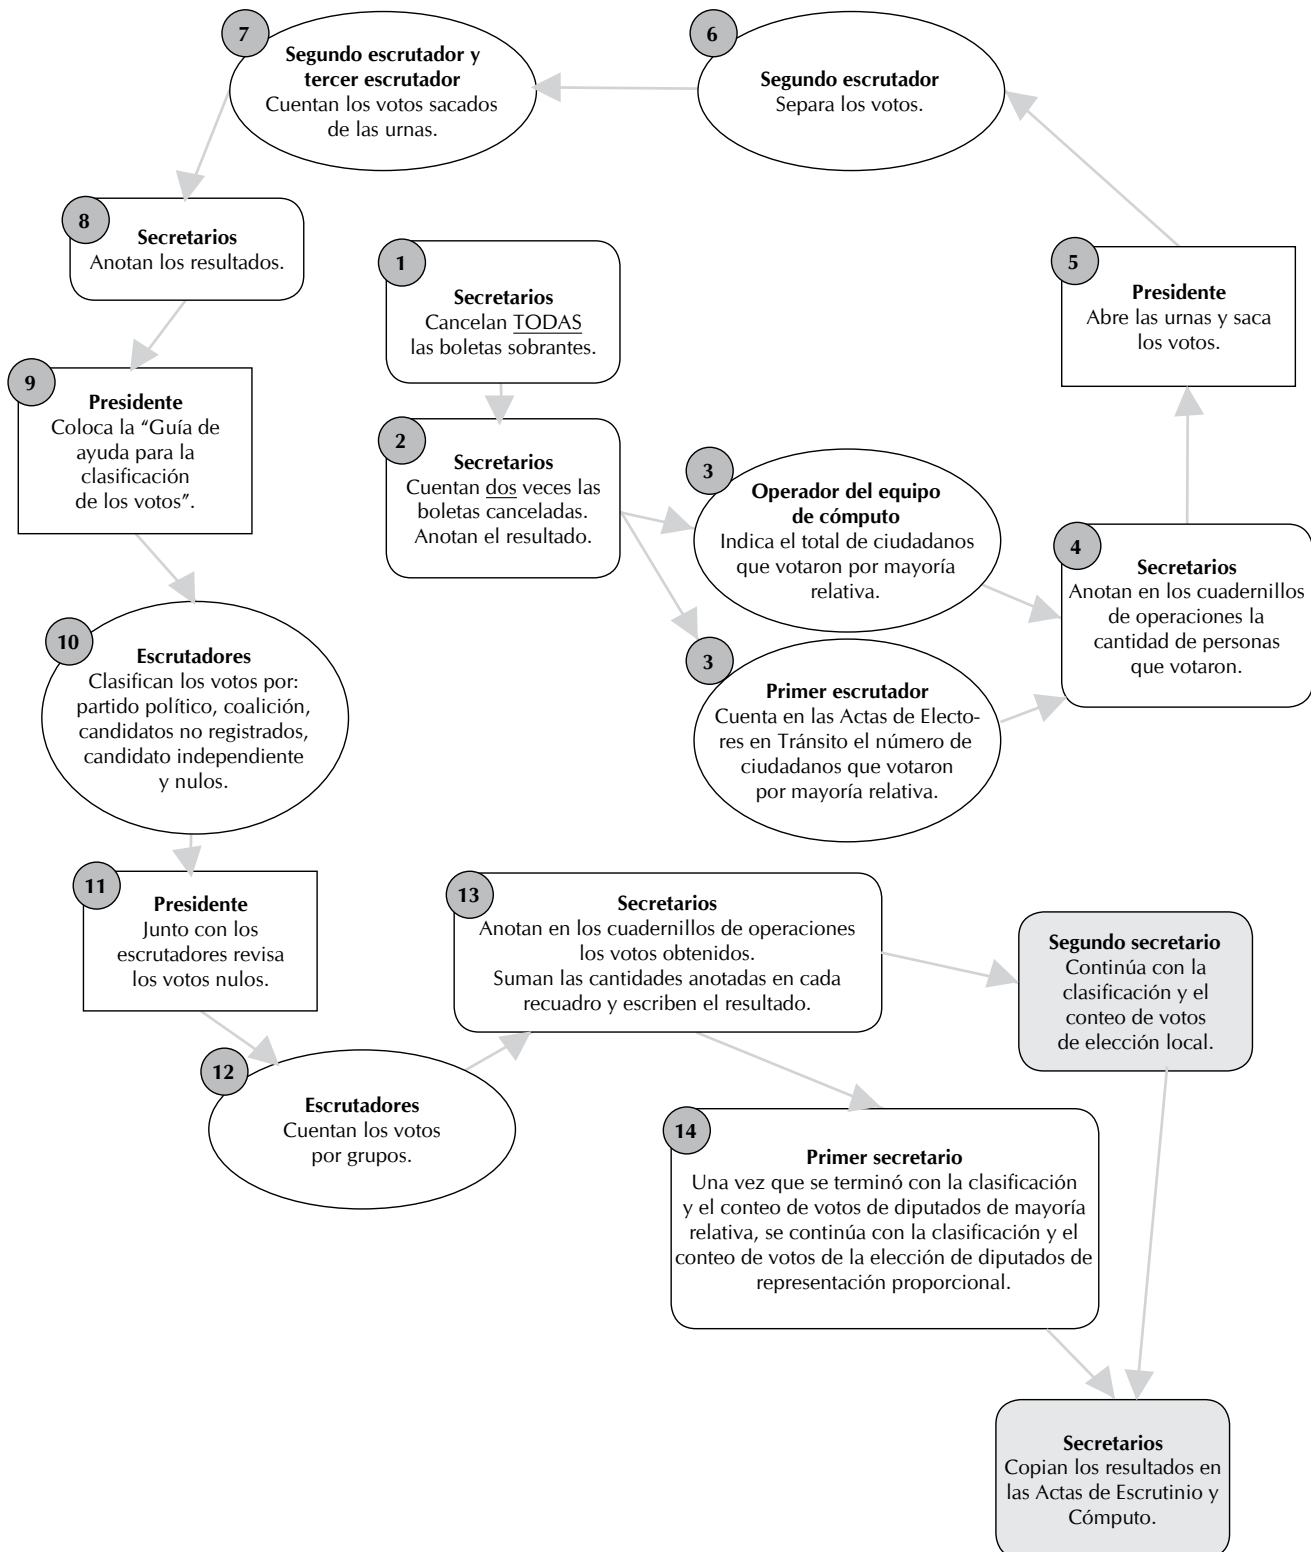 7
Segundo escrutador y
tercer escrutador
Cuentan los votos sacados
de las urnas.
6
Segundo escrutador
Separa los votos.
8
Secretarios
Anotan los resultados.
1
Secretarios
Cancelan TODAS
las boletas sobrantes.
5
Presidente
Abre las urnas y saca
los votos.
9
Presidente
Coloca la “Guía de
ayuda para la
clasificación
de los votos”.
2
Secretarios
Cuentan dos veces las
boletas canceladas.
Anotan el resultado.
3
Operador del equipo
de cómputo
Indica el total de ciudadanos
que votaron por mayoría
relativa.
4
Secretarios
Anotan en los cuadernillos
de operaciones la
cantidad de personas
que votaron.
10
Escrutadores
Clasifican los votos por:
partido político, coalición,
candidatos no registrados,
candidato independiente
y nulos.
3
Primer escrutador
Cuenta en las Actas de Electo-
res en Tránsito el número de
ciudadanos que votaron
por mayoría relativa.
11
Presidente
Junto con los
escrutadores revisa
los votos nulos.
13
Secretarios
Anotan en los cuadernillos de operaciones
los votos obtenidos.
Suman las cantidades anotadas en cada
recuadro y escriben el resultado.
Segundo secretario
Continúa con la
clasificación y el
conteo de votos
de elección local.
12
Escrutadores
Cuentan los votos
por grupos.
14
Primer secretario
Una vez que se terminó con la clasificación
y el conteo de votos de diputados de mayoría
relativa, se continúa con la clasificación y el
conteo de votos de la elección de diputados de
representación proporcional.
Secretarios
Copian los resultados en
las Actas de Escrutinio y
Cómputo.